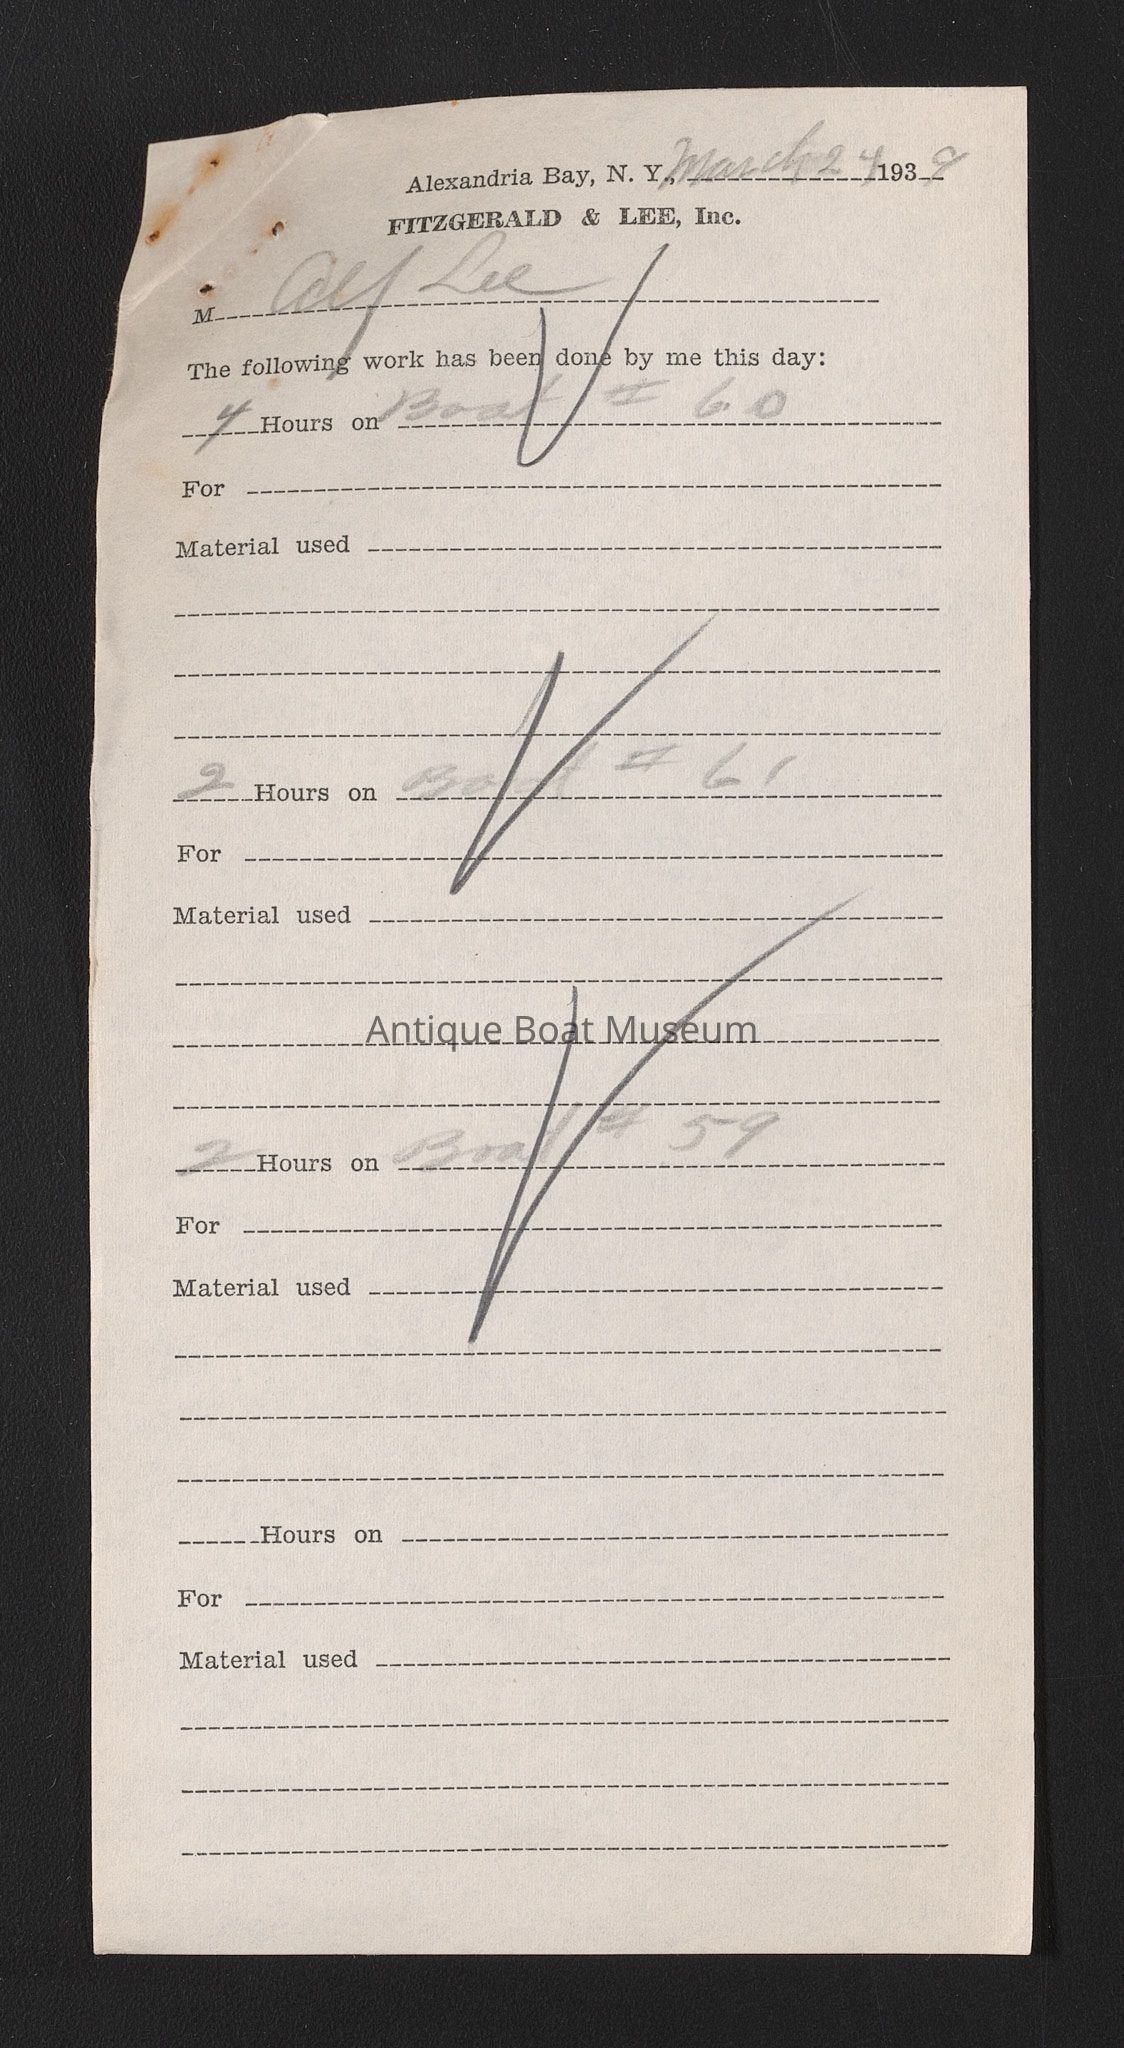 Alexandria Bay, N. Y., March 24 1939
FITZGERALD & LEE, Inc.
M Alf Lee
The following work has been done by me this day:
4 Hours on Boat # 60
For
Material used
2 Hours on Boat # 61
For
Material used
Antique Boat Museum
2 Hours on Boat # 59
For
Material used
Hours on
For
Material used